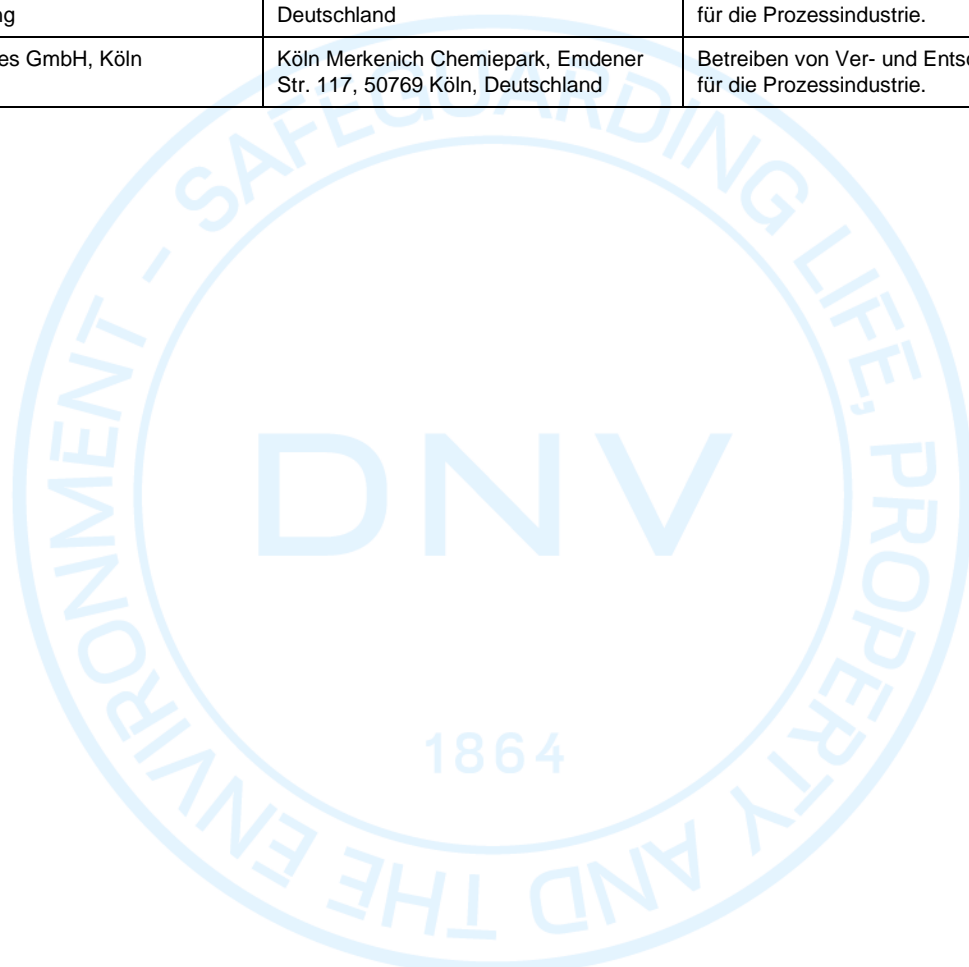 ng Deutschland für die Prozessindustrie.
es GmbH, Köln Köln Merkenich Chemiepark, Emdener Betreiben von Ver- und Entso
Str. 117, 50769 Köln, Deutschland für die Prozessindustrie.
SAFEGUARDING LIFE, PROPERTY AND THE ENVIRONMENT -
DNV
1864